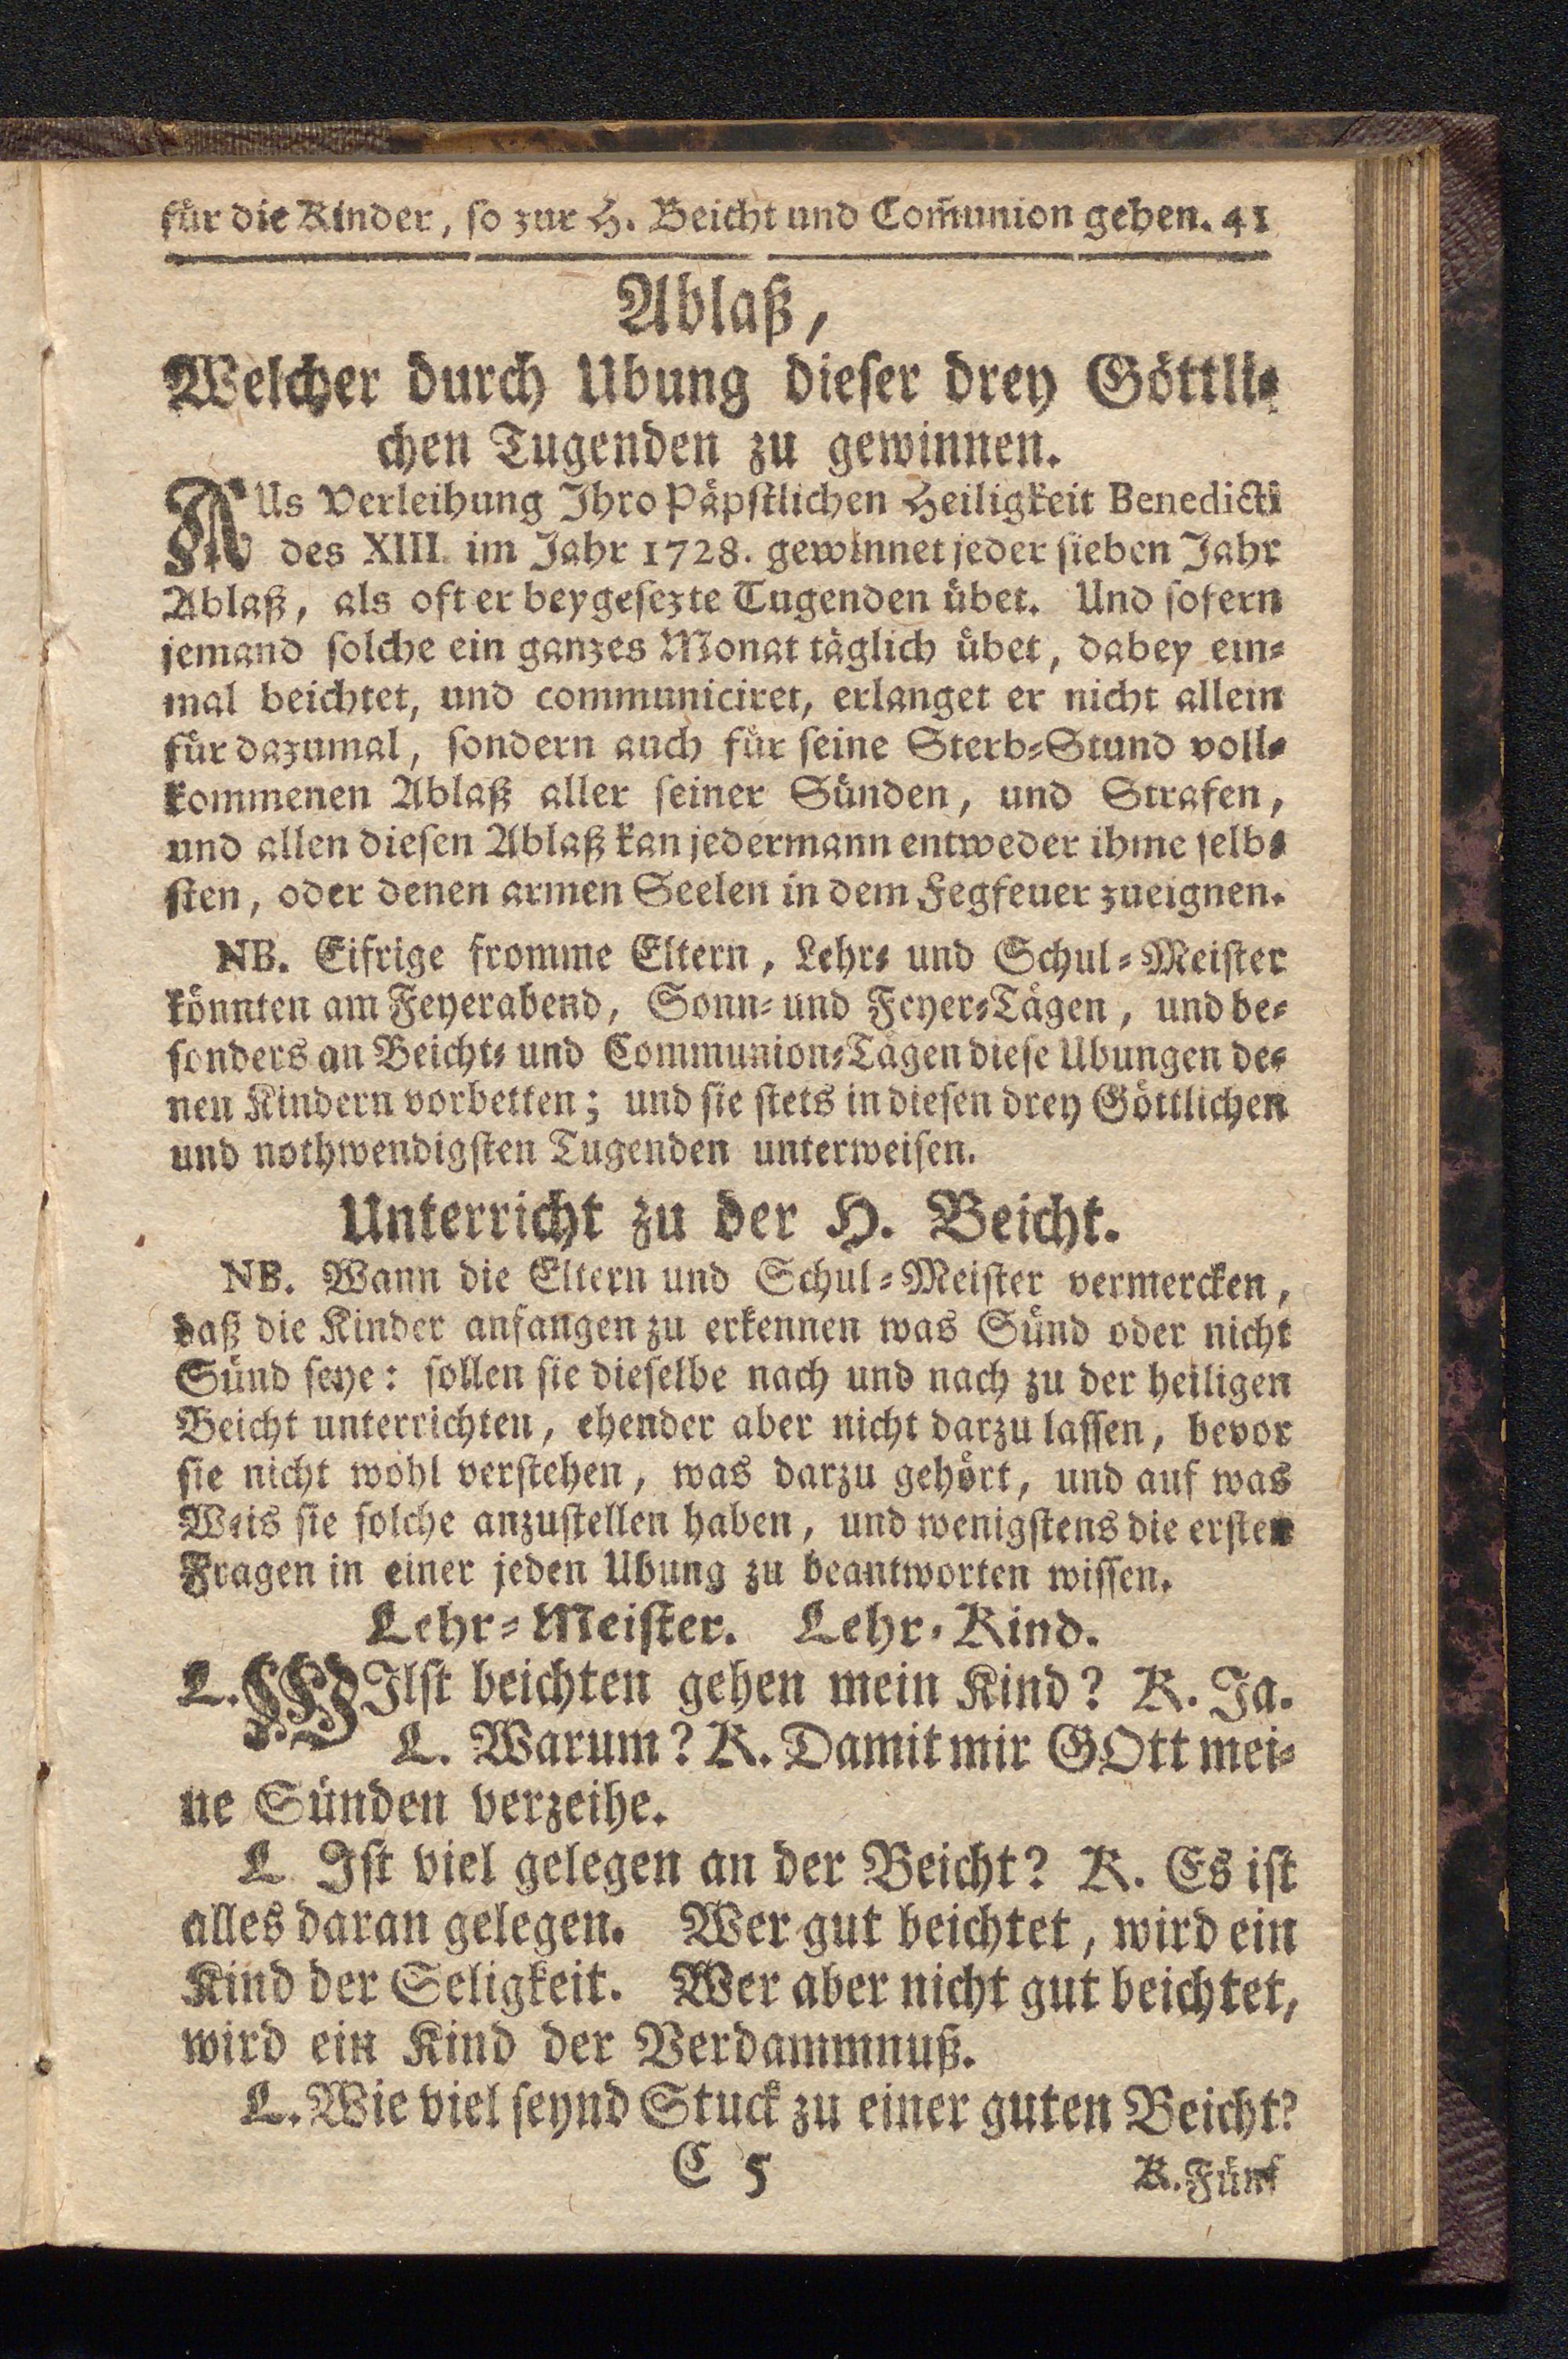 für die Kinder, so zur H. Beicht und Com̃union gehen. 41
Ablaß,
Welcher durch Ubung dieser drey Göttli-
chen Tugenden zu gewinnen.
AUs Verleihung Ihro Päpstlichen Heiligkeit Benedicti
des XIII. im Jahr 1728. gewinnet jeder sieben Jahr
Ablaß, als oft er beygesezte Tugenden übet. Und sofern
jemand solche ein ganzes Monat täglich übet, dabey ein-
mal beichtet, und communiciret, erlanget er nicht allein
für dazumal, sondern auch für seine Sterb-Stund voll-
kommenen Ablaß aller seiner Sünden, und Strafen,
und allen diesen Ablaß kan jedermann entweder ihme selb-
sten, oder denen armen Seelen in dem Fegfeuer zueignen.
NB. Eifrige fromme Eltern, Lehr- und Schul-Meister
könnten am Feyerabend, Sonn- und Feyer-Tägen, und be-
sonders an Beicht- und Communion-Tägen diese Ubungen de-
nen Kindern vorbetten; und sie stets in diesen drey Göttlichen
und nothwendigsten Tugenden unterweisen.
Unterricht zu der H. Beicht.
NB. Wann die Eltern und Schul-Meister vermercken,
daß die Kinder anfangen zu erkennen was Sünd oder nicht
Sünd seye: sollen sie dieselbe nach und nach zu der heiligen
Beicht unterrichten, ehender aber nicht darzu lassen, bevor
sie nicht wohl verstehen, was darzu gehört, und auf was
Weis sie solche anzustellen haben, und wenigstens die ersten
Fragen in einer jeden Ubung zu beantworten wissen.
Lehr-Meister. Lehr-Kind.
L. WIlst beichten gehen mein Kind? K. Ja.
L. Warum? K. Damit mir GOtt mei-
ne Sünden verzeihe.
L Ist viel gelegen an der Beicht? K. Es ist
alles daran gelegen. Wer gut beichtet, wird ein
Kind der Seligkeit. Wer aber nicht gut beichtet,
wird ein Kind der Verdammnuß.
L. Wie viel seynd Stuck zu einer guten Beicht?
C 5
K. Fünf